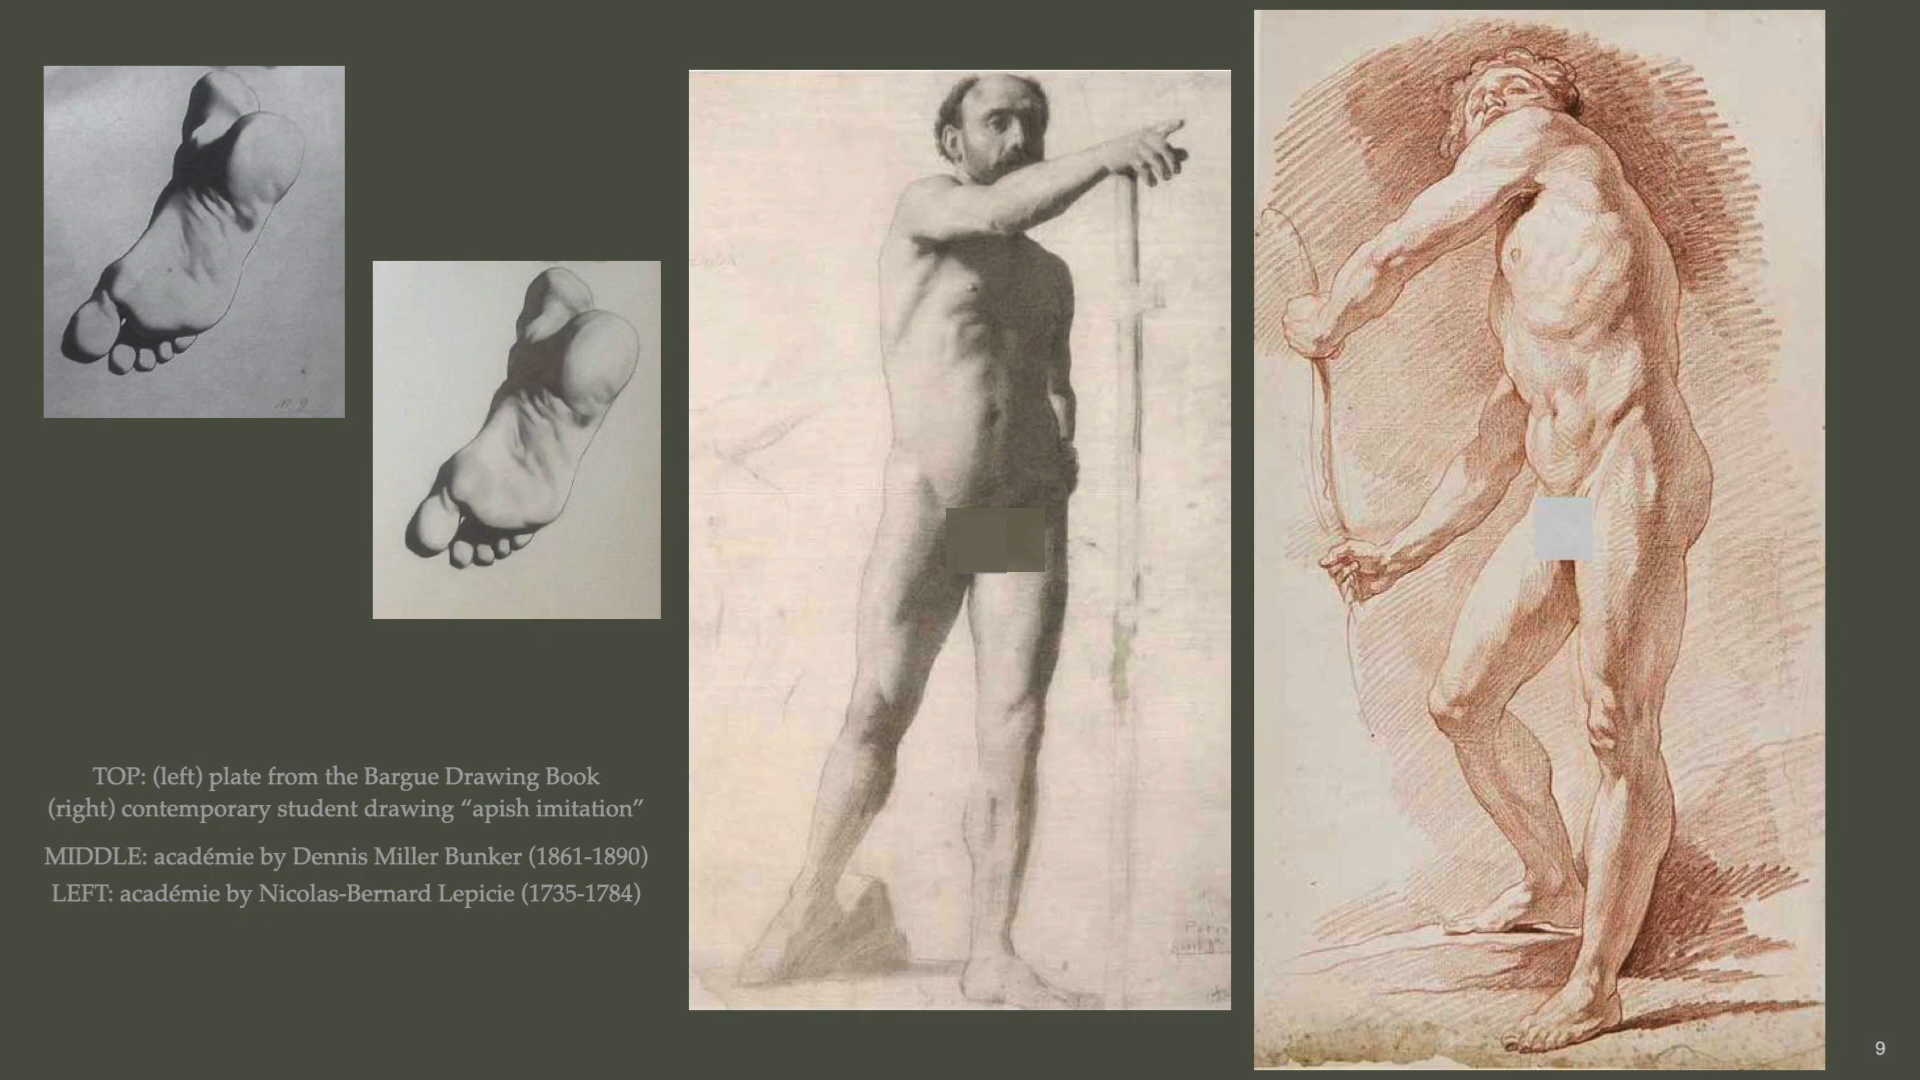 TOP: (left) plate from the Bargue Drawing Book
(right) contemporary student drawing “apish imitation”
MIDDLE: académie by Dennis Miller Bunker (1861-1890)
LEFT: académie by Nicolas-Bernard Lepicie (1735-1784)
9